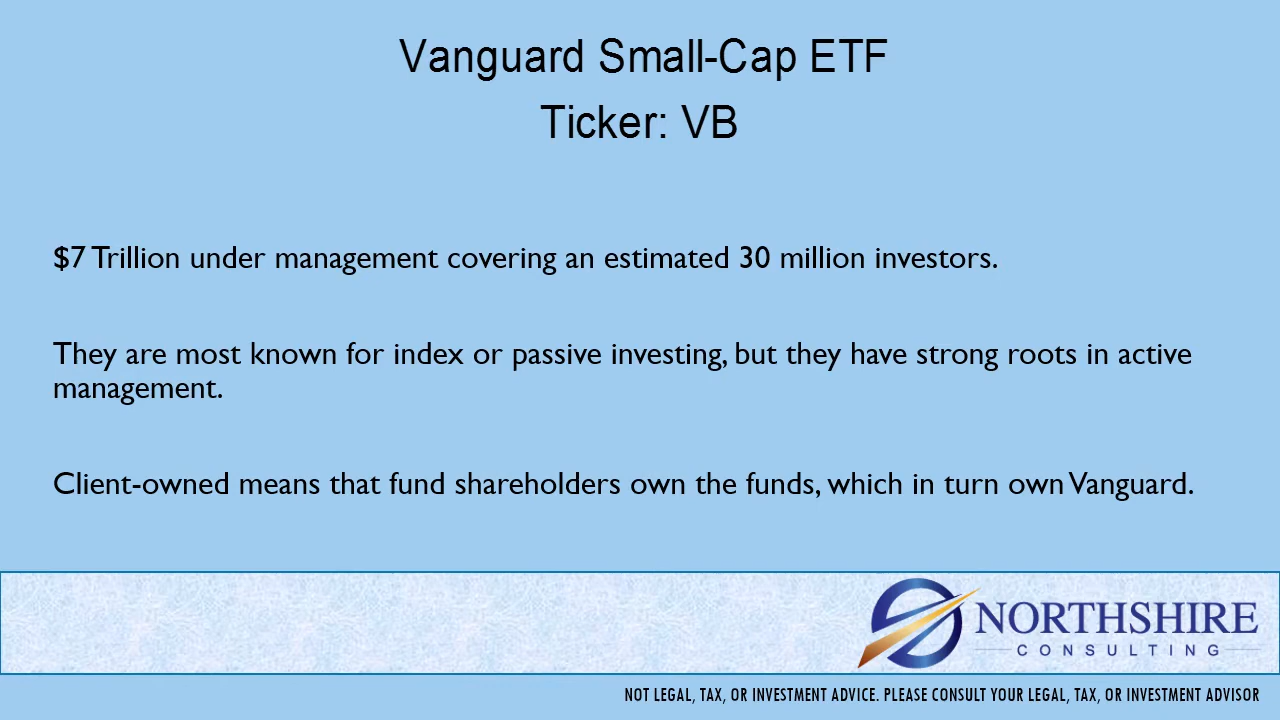 Vanguard Small-Cap ETF
Ticker: VB
$7 Trillion under management covering an estimated 30 million investors.
They are most known for index or passive investing, but they have strong roots in active
management.
Client-owned means that fund shareholders own the funds, which in turn own Vanguard.
NORTHSHIRE
CONSULTING
NOT LEGAL, TAX, OR INVESTMENT ADVICE. PLEASE CONSULT YOUR LEGAL, TAX, OR INVESTMENT ADVISOR